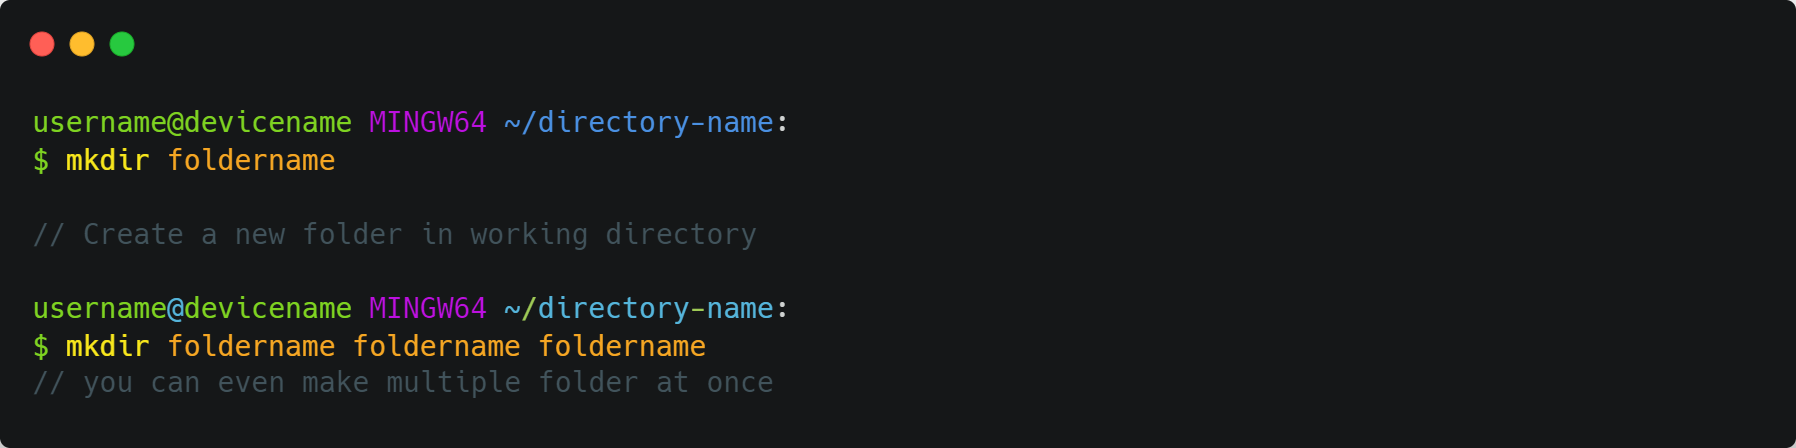 username@devicename MINGW64 ~/directory-name:
$ mkdir foldername
// Create a new folder in working directory
username@devicename MINGW64 ~/directory-name:
$ mkdir foldername foldername foldername
// you can even make multiple folder at once